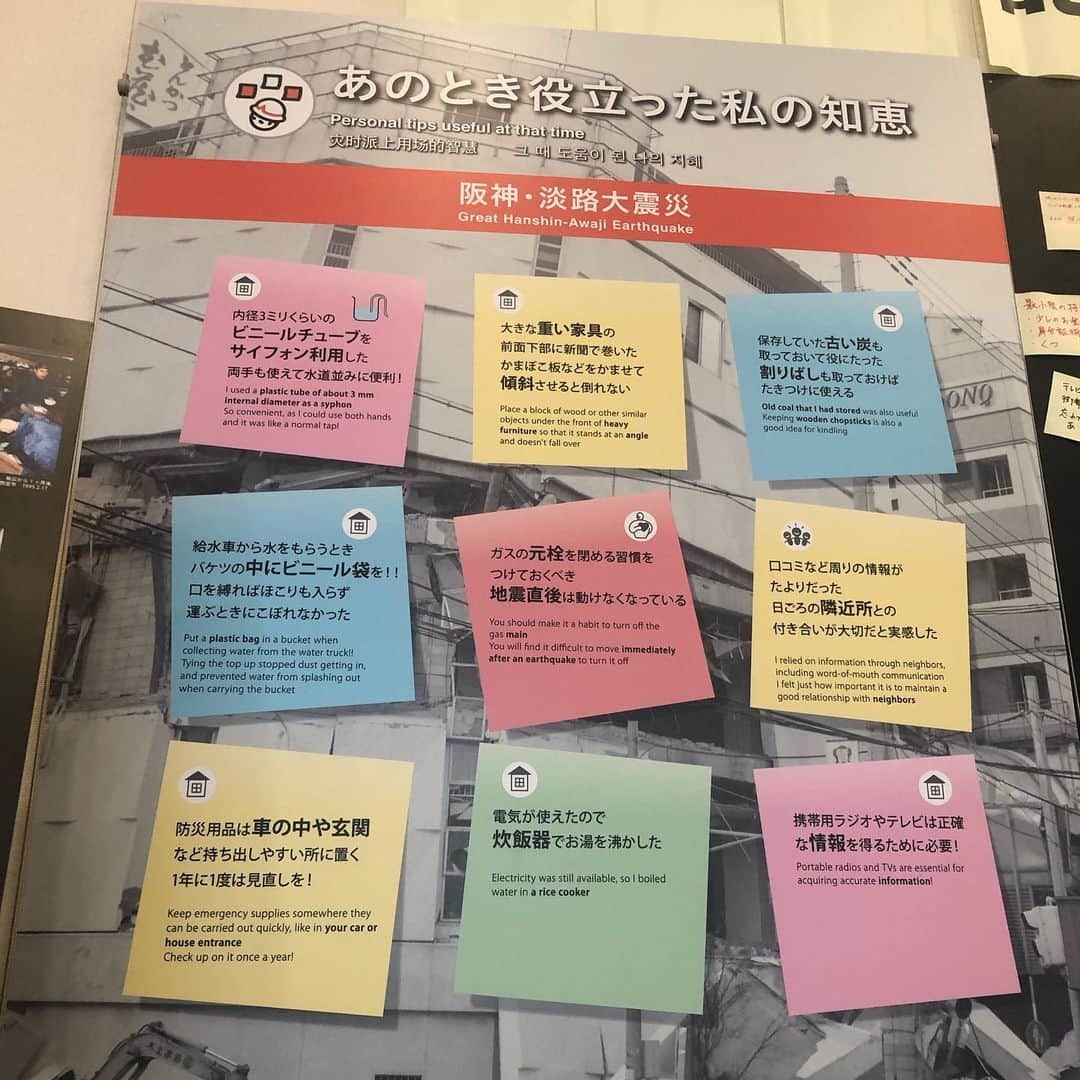 とんかつ
あのとき役立った私の知恵
Personal tips useful at that time
灾时派上用场的智慧 그 때 도움이 된 나의 지혜
阪神・淡路大震災
Great Hanshin-Awaji Earthquake
内径3ミリくらいの
ビニールチューブを
サイフォン利用した
両手も使えて水道並みに便利!
I used a plastic tube of about 3 mm
internal diameter as a syphon
So convenient, as I could use both hands
and it was like a normal tap!
大きな重い家具の
前面下部に新聞で巻いた
かまぼこ板などをかませて
傾斜させると倒れない
Place a block of wood or other similar
objects under the front of heavy
furniture so that it stands at an angle
and doesn't fall over
保存していた古い炭も
取っておいて役にたった
割りばしも取っておけば
たきつけに使える
Old coal that I had stored was also useful
Keeping wooden chopsticks is also a
good idea for kindling
給水車から水をもらうとき
バケツの中にビニール袋を!!
口を縛ればほこりも入らず
運ぶときにこぼれなかった
Put a plastic bag in a bucket when
collecting water from the water truck!!
Tying the top up stopped dust getting in,
and prevented water from splashing out
when carrying the bucket
ガスの元栓を閉める習慣を
つけておくべき
地震直後は動けなくなっている
You should make it a habit to turn off the
gas main
You will find it difficult to move immediately
after an earthquake to turn it off
口コミなど周りの情報が
たよりだった
日ごろの隣近所との
付き合いが大切だと実感した
I relied on information through neighbors,
including word-of-mouth communication
I felt just how important it is to maintain a
good relationship with neighbors
防災用品は車の中や玄関
など持ち出しやすい所に置く
1年に1度は見直しを!
Keep emergency supplies somewhere they
can be carried out quickly, like in your car or
house entrance
Check up on it once a year!
電気が使えたので
炊飯器でお湯を沸かした
Electricity was still available, so I boiled
water in a rice cooker
携帯用ラジオやテレビは正確
な情報を得るために必要!
Portable radios and TVs are essential for
acquiring accurate information!
1995.2.17